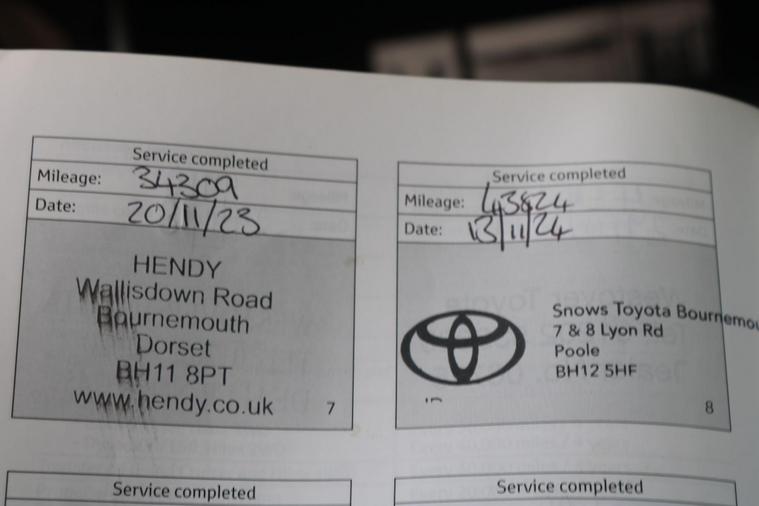 Service completed
Mileage: 34309
Date: 20/11/23
HENDY
Wallisdown Road
Bournemouth
Dorset
BH11 8PT
www.hendy.co.uk
7
Service completed
Mileage: 43824
Date: 13/11/24
Snows Toyota Bournemou
7 & 8 Lyon Rd
Poole
BH12 5HF
8
Service completed
Service completed